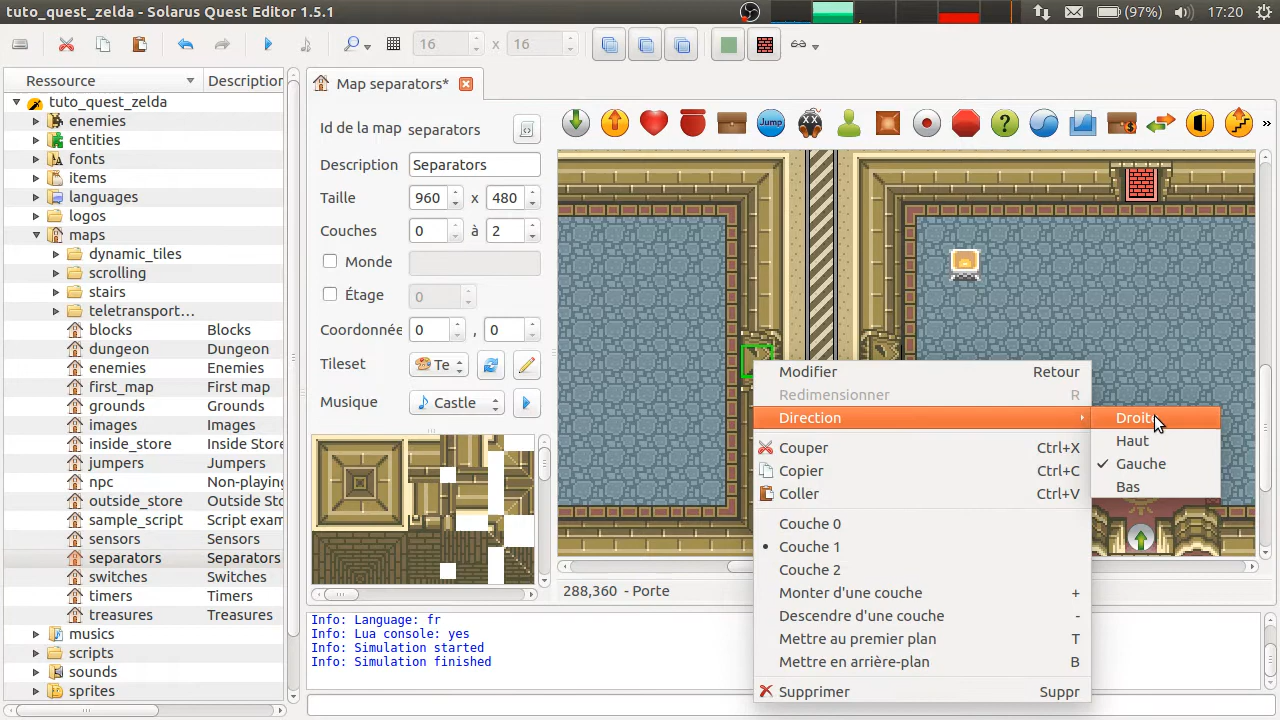 tuto_quest_zelda - Solarus Quest Editor 1.5.1
(97%)
17:20
16
x
16
Ressource
Description
tuto_quest_zelda
enemies
entities
fonts
items
languages
logos
maps
dynamic_tiles
scrolling
stairs
teletransport…
blocks Blocks
dungeon Dungeon
enemies Enemies
first_map First map
grounds Grounds
images Images
inside_store Inside Store
jumpers Jumpers
npc Non-playing
outside_store Outside Sto
sample_script Script exam
sensors Sensors
separators Separators
switches Switches
timers Timers
treasures Treasures
musics
scripts
sounds
sprites
Map separators*
Id de la map separators
Description Separators
Taille 960 x 480
Couches 0 à 2
Monde
Étage 0
Coordonnée 0 , 0
Tileset Te
Musique Castle
Jump
XX
?
$
»
288,360 - Porte
Modifier Retour
Redimensionner R
Direction
Couper Ctrl+X
Copier Ctrl+C
Coller Ctrl+V
Couche 0
Couche 1
Couche 2
Monter d'une couche +
Descendre d'une couche -
Mettre au premier plan T
Mettre en arrière-plan B
Supprimer Suppr
Droite
Haut
Gauche
Bas
Info: Language: fr
Info: Lua console: yes
Info: Simulation started
Info: Simulation finished